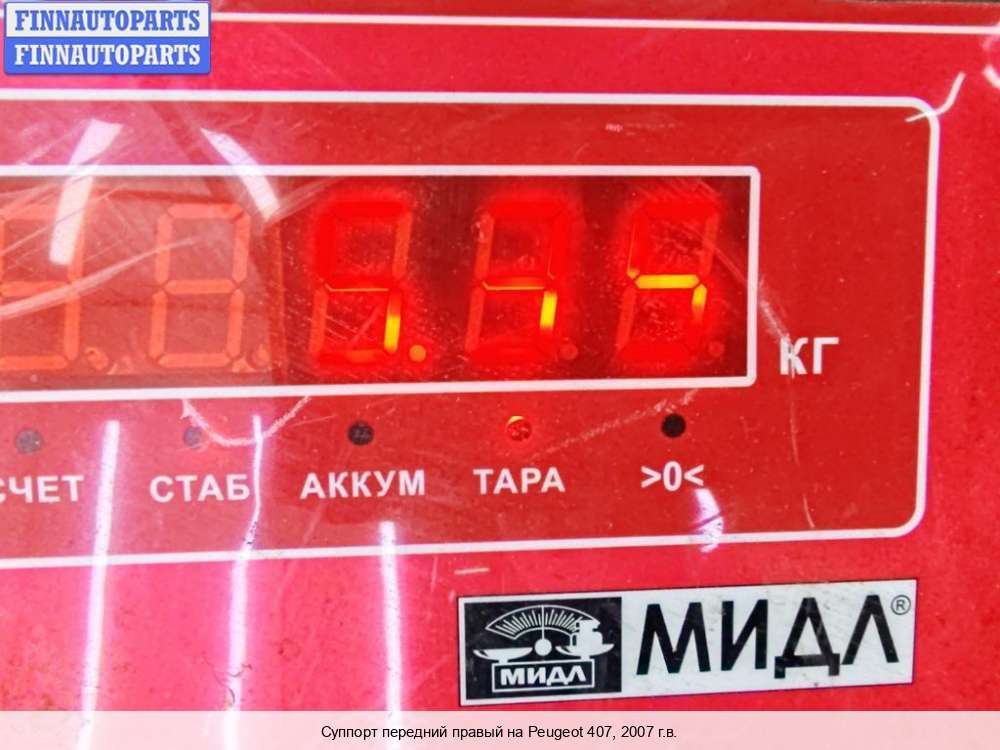 FINNAUTOPARTS
FINNAUTOPARTS
КГ
СЧЕТ СТАБ АККУМ ТАРА >0<
МИДЛ МИДЛ®
Суппорт передний правый на Peugeot 407, 2007 г.в.